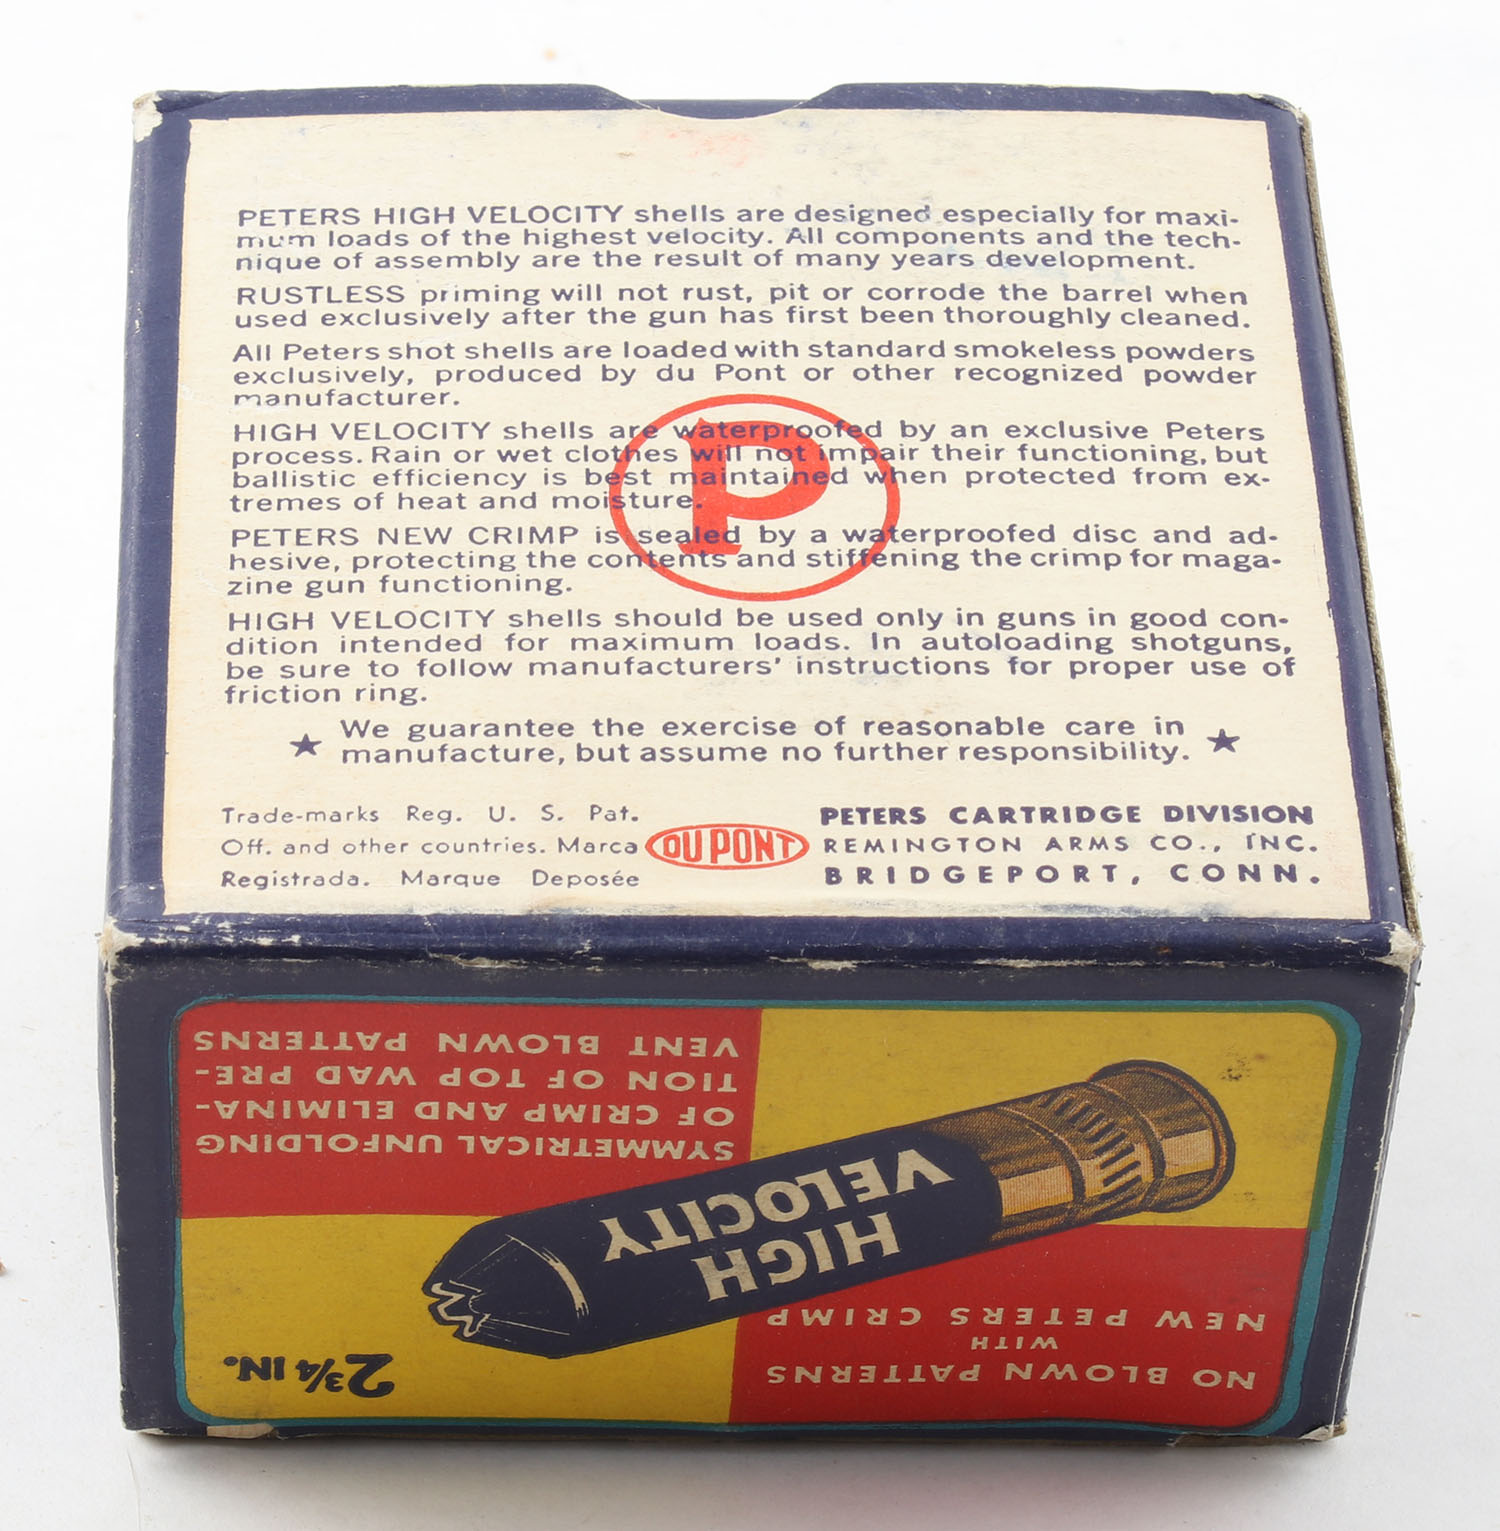 PETERS HIGH VELOCITY shells are designed especially for maxi-
mum loads of the highest velocity. All components and the tech-
nique of assembly are the result of many years development.
RUSTLESS priming will not rust, pit or corrode the barrel when
used exclusively after the gun has first been thoroughly cleaned.
All Peters shot shells are loaded with standard smokeless powders
exclusively, produced by du Pont or other recognized powder
manufacturer.
HIGH VELOCITY shells are waterproofed by an exclusive Peters
process. Rain or wet clothes will not impair their functioning, but
ballistic efficiency is best maintained when protected from ex-
tremes of heat and moisture.
P
PETERS NEW CRIMP is sealed by a waterproofed disc and ad-
hesive, protecting the contents and stiffening the crimp for maga-
zine gun functioning.
HIGH VELOCITY shells should be used only in guns in good con-
dition intended for maximum loads. In autoloading shotguns,
be sure to follow manufacturers' instructions for proper use of
friction ring.
★ We guarantee the exercise of reasonable care in ★
manufacture, but assume no further responsibility.
Trade-marks Reg. U. S. Pat.
Off. and other countries. Marca
Registrada. Marque Deposée
DU PONT
PETERS CARTRIDGE DIVISION
REMINGTON ARMS CO., INC.
BRIDGEPORT, CONN.
NO BLOWN PATTERNS
WITH
NEW PETERS CRIMP
2¾ IN.
HIGH
VELOCITY
SYMMETRICAL UNFOLDING
OF CRIMP AND ELIMINA-
TION OF TOP WAD PRE-
VENT BLOWN PATTERNS